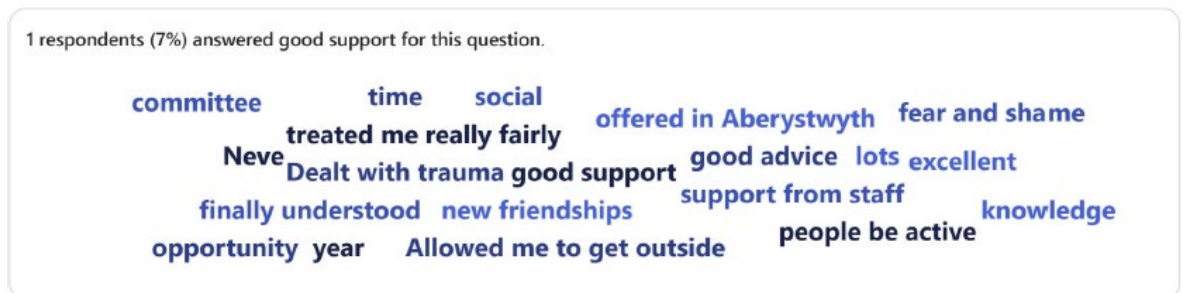 1 respondents (7%) answered good support for this question.
committee
time
social
offered in Aberystwyth
fear and shame
treated me really fairly
Neve
Dealt with trauma
good support
good advice
lots
excellent
support from staff
finally understood
new friendships
knowledge
people be active
opportunity
year
Allowed me to get outside